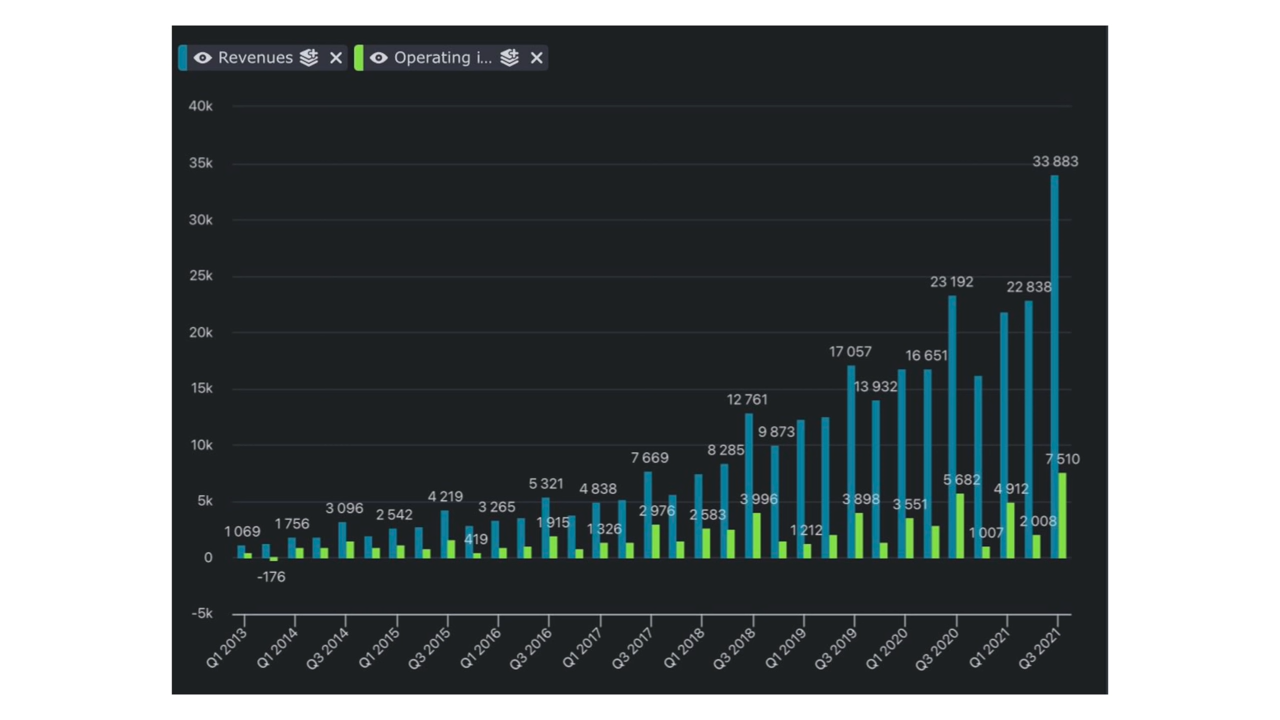 Revenues Operating i...
40k
35k
30k
25k
20k
15k
10k
5k
0
-5k
1 069
-176
1 756
3 096
2 542
4 219
419
3 265
5 321
1 915
4 838
1 326
7 669
2 976
2 583
8 285
12 761
3 996
9 873
1 212
17 057
3 898
13 932
3 551
16 651
23 192
5 682
1 007
4 912
22 838
2 008
33 883
7 510
Q1 2013
Q1 2014
Q3 2014
Q1 2015
Q3 2015
Q1 2016
Q3 2016
Q1 2017
Q3 2017
Q1 2018
Q3 2018
Q1 2019
Q3 2019
Q1 2020
Q3 2020
Q1 2021
Q3 2021